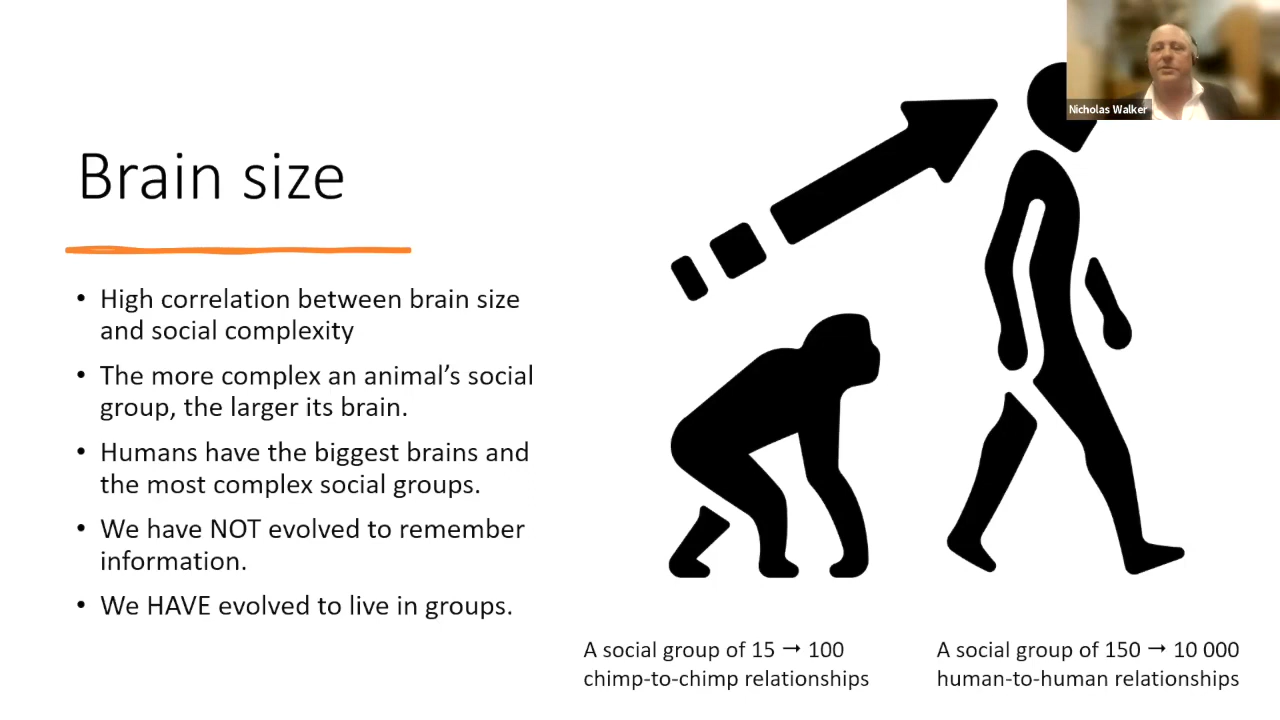 Nicholas Walker
Brain size
• High correlation between brain size
and social complexity
• The more complex an animal’s social
group, the larger its brain.
• Humans have the biggest brains and
the most complex social groups.
• We have NOT evolved to remember
information.
• We HAVE evolved to live in groups.
A social group of 15 → 100
chimp-to-chimp relationships
A social group of 150 → 10 000
human-to-human relationships